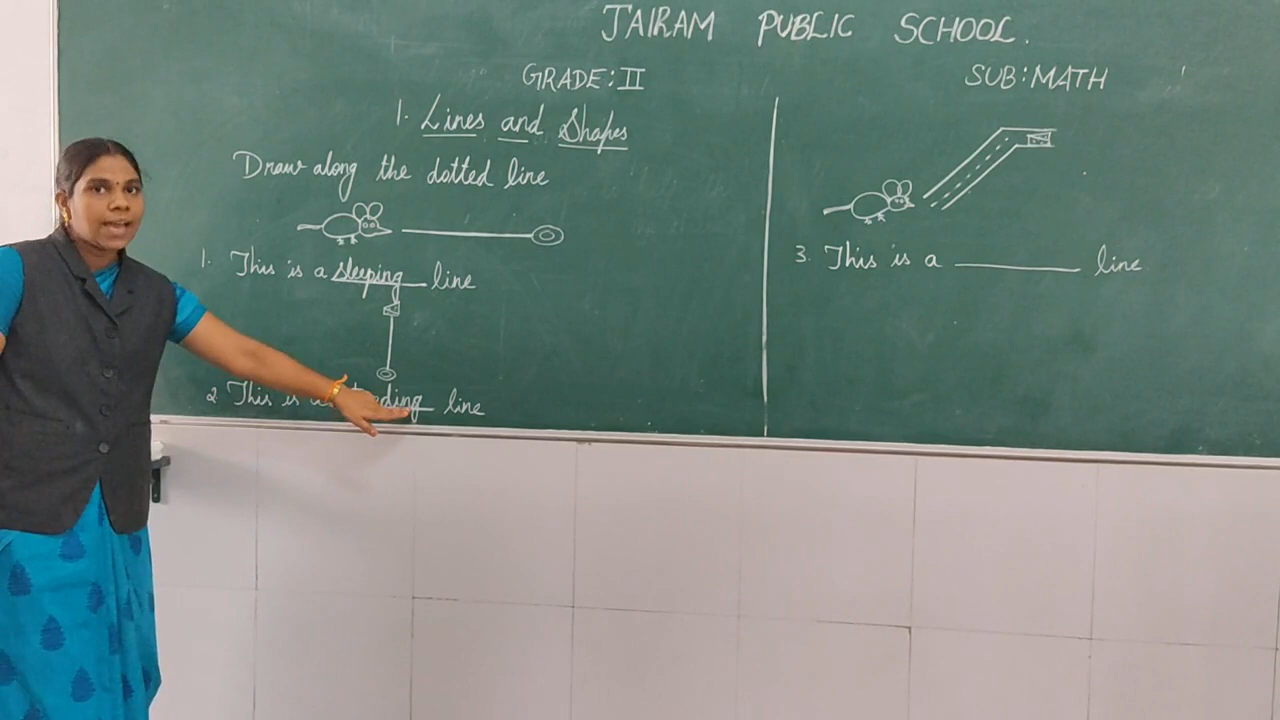 JAIRAM PUBLIC SCHOOL.
GRADE: II
SUB: MATH
1. Lines and Shapes
Draw along the dotted line
1. This is a sleeping line
2. This is line
3. This is a ________ line